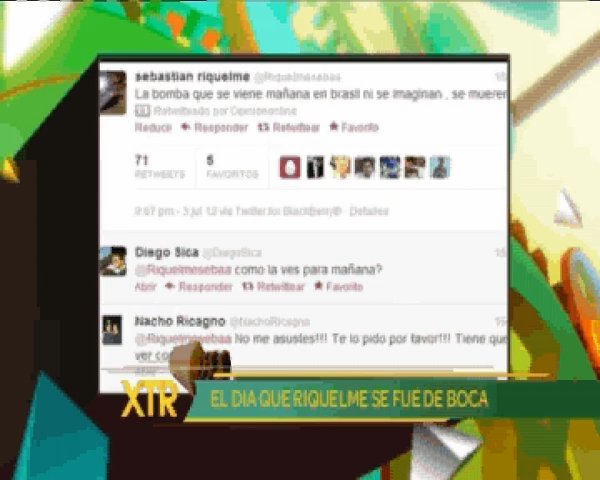 sebastian riquelme @Riquelmesebaa
La bomba que se viene mañana en brasil ni se imaginan , se mueren
Retwitteado por Opiniononline
Reducir Responder Retwittear Favorito
71 5
RETWEETS FAVORITOS
9:07 pm - 3 jul 12 vía Twitter for BlackBerry® · Detalles
Diego Sica @DiegoSica
@Riquelmesebaa como la ves para mañana?
Abrir Responder Retwittear Favorito
Nacho Ricagno @NachoRicagno
@Riquelmesebaa No me asustes!!! Te lo pido por favor!!! Tiene que
ver
XTR EL DIA QUE RIQUELME SE FUE DE BOCA